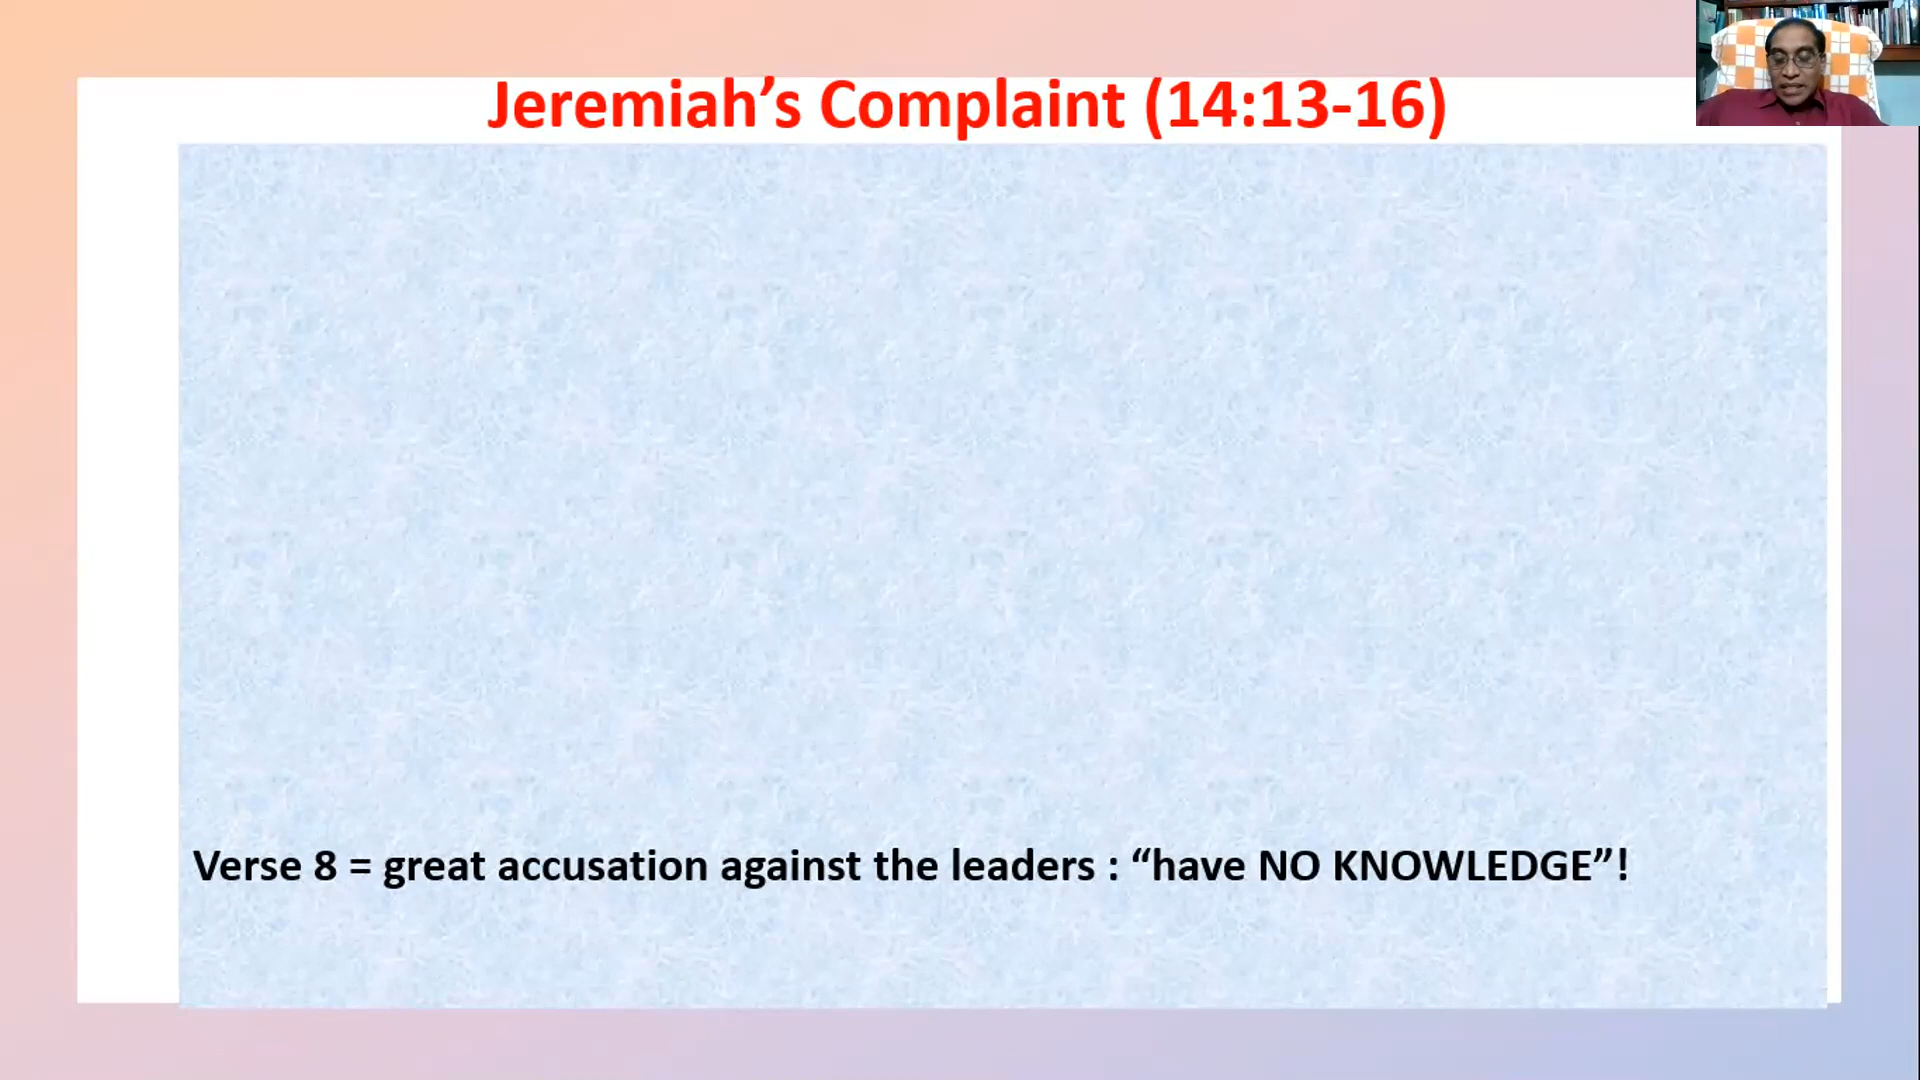 Jeremiah’s Complaint (14:13-16)
Verse 8 = great accusation against the leaders : “have NO KNOWLEDGE”!